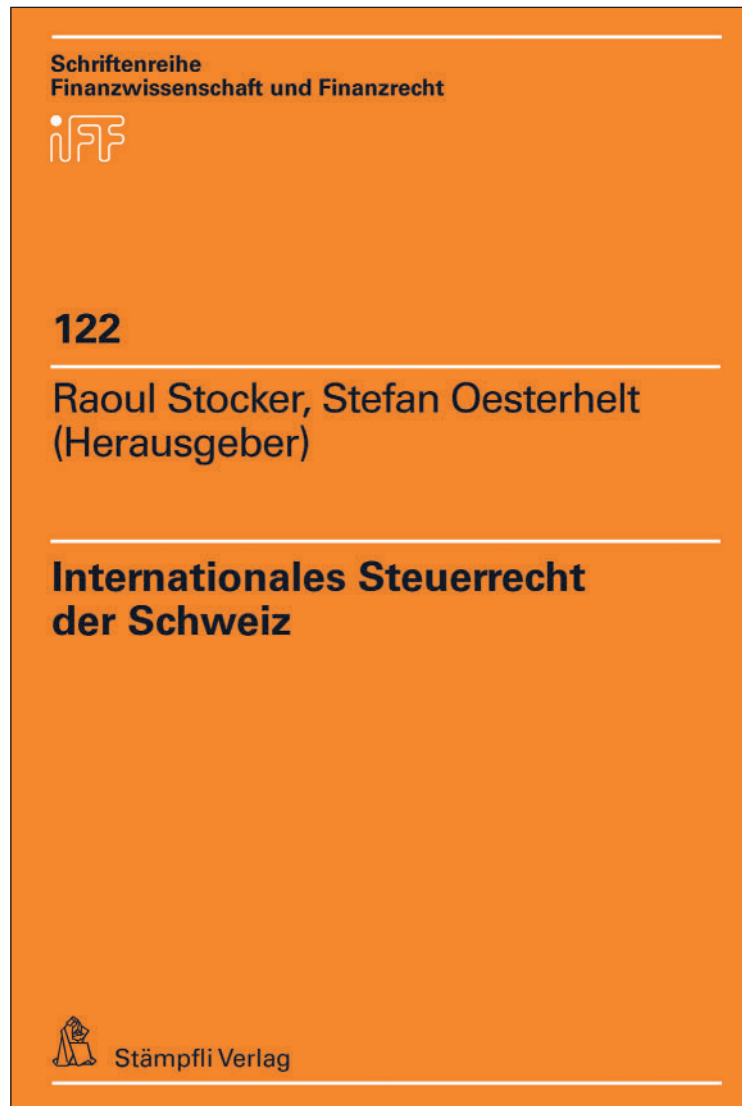 Schriftenreihe
Finanzwissenschaft und Finanzrecht
iFF
122
Raoul Stocker, Stefan Oesterhelt
(Herausgeber)
Internationales Steuerrecht
der Schweiz
Stämpfli Verlag